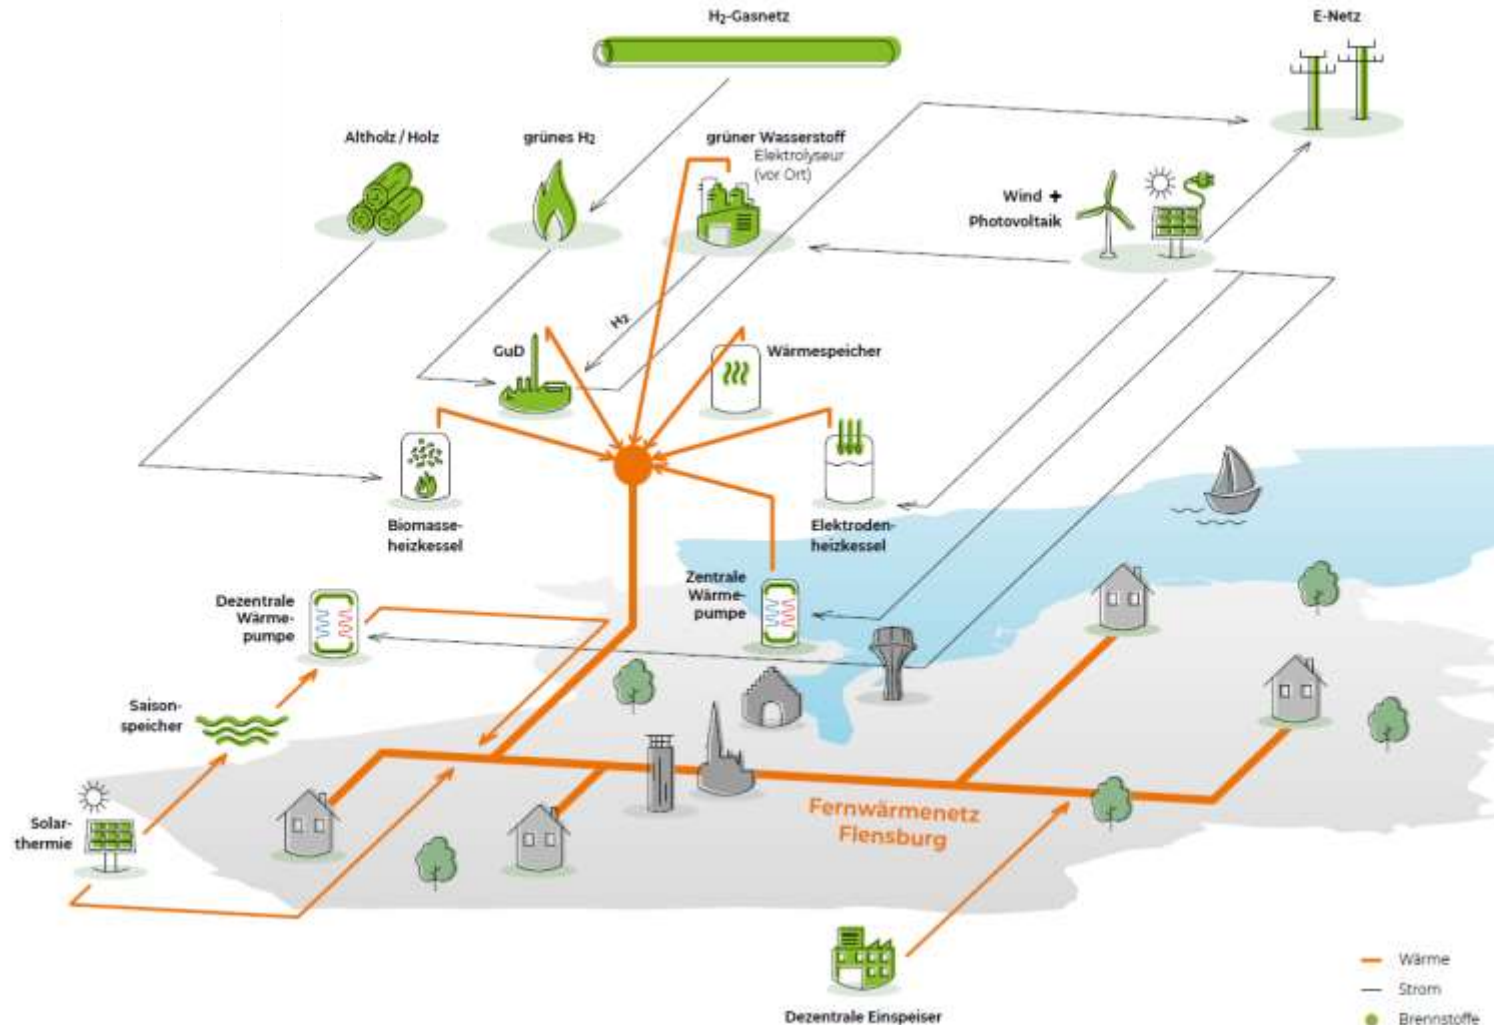 H₂-Gasnetz
E-Netz
Altholz / Holz
grünes H₂
grüner Wasserstoff
Elektrolyseur
(vor Ort)
Wind +
Photovoltaik
H₂
GuD
Wärmespeicher
Biomasse-
heizkessel
Elektroden-
heizkessel
Dezentrale
Wärme-
pumpe
Zentrale
Wärme-
pumpe
Saison-
speicher
Solar-
thermie
Fernwärmenetz
Flensburg
Dezentrale Einspeiser
Wärme
Strom
Brennstoffe